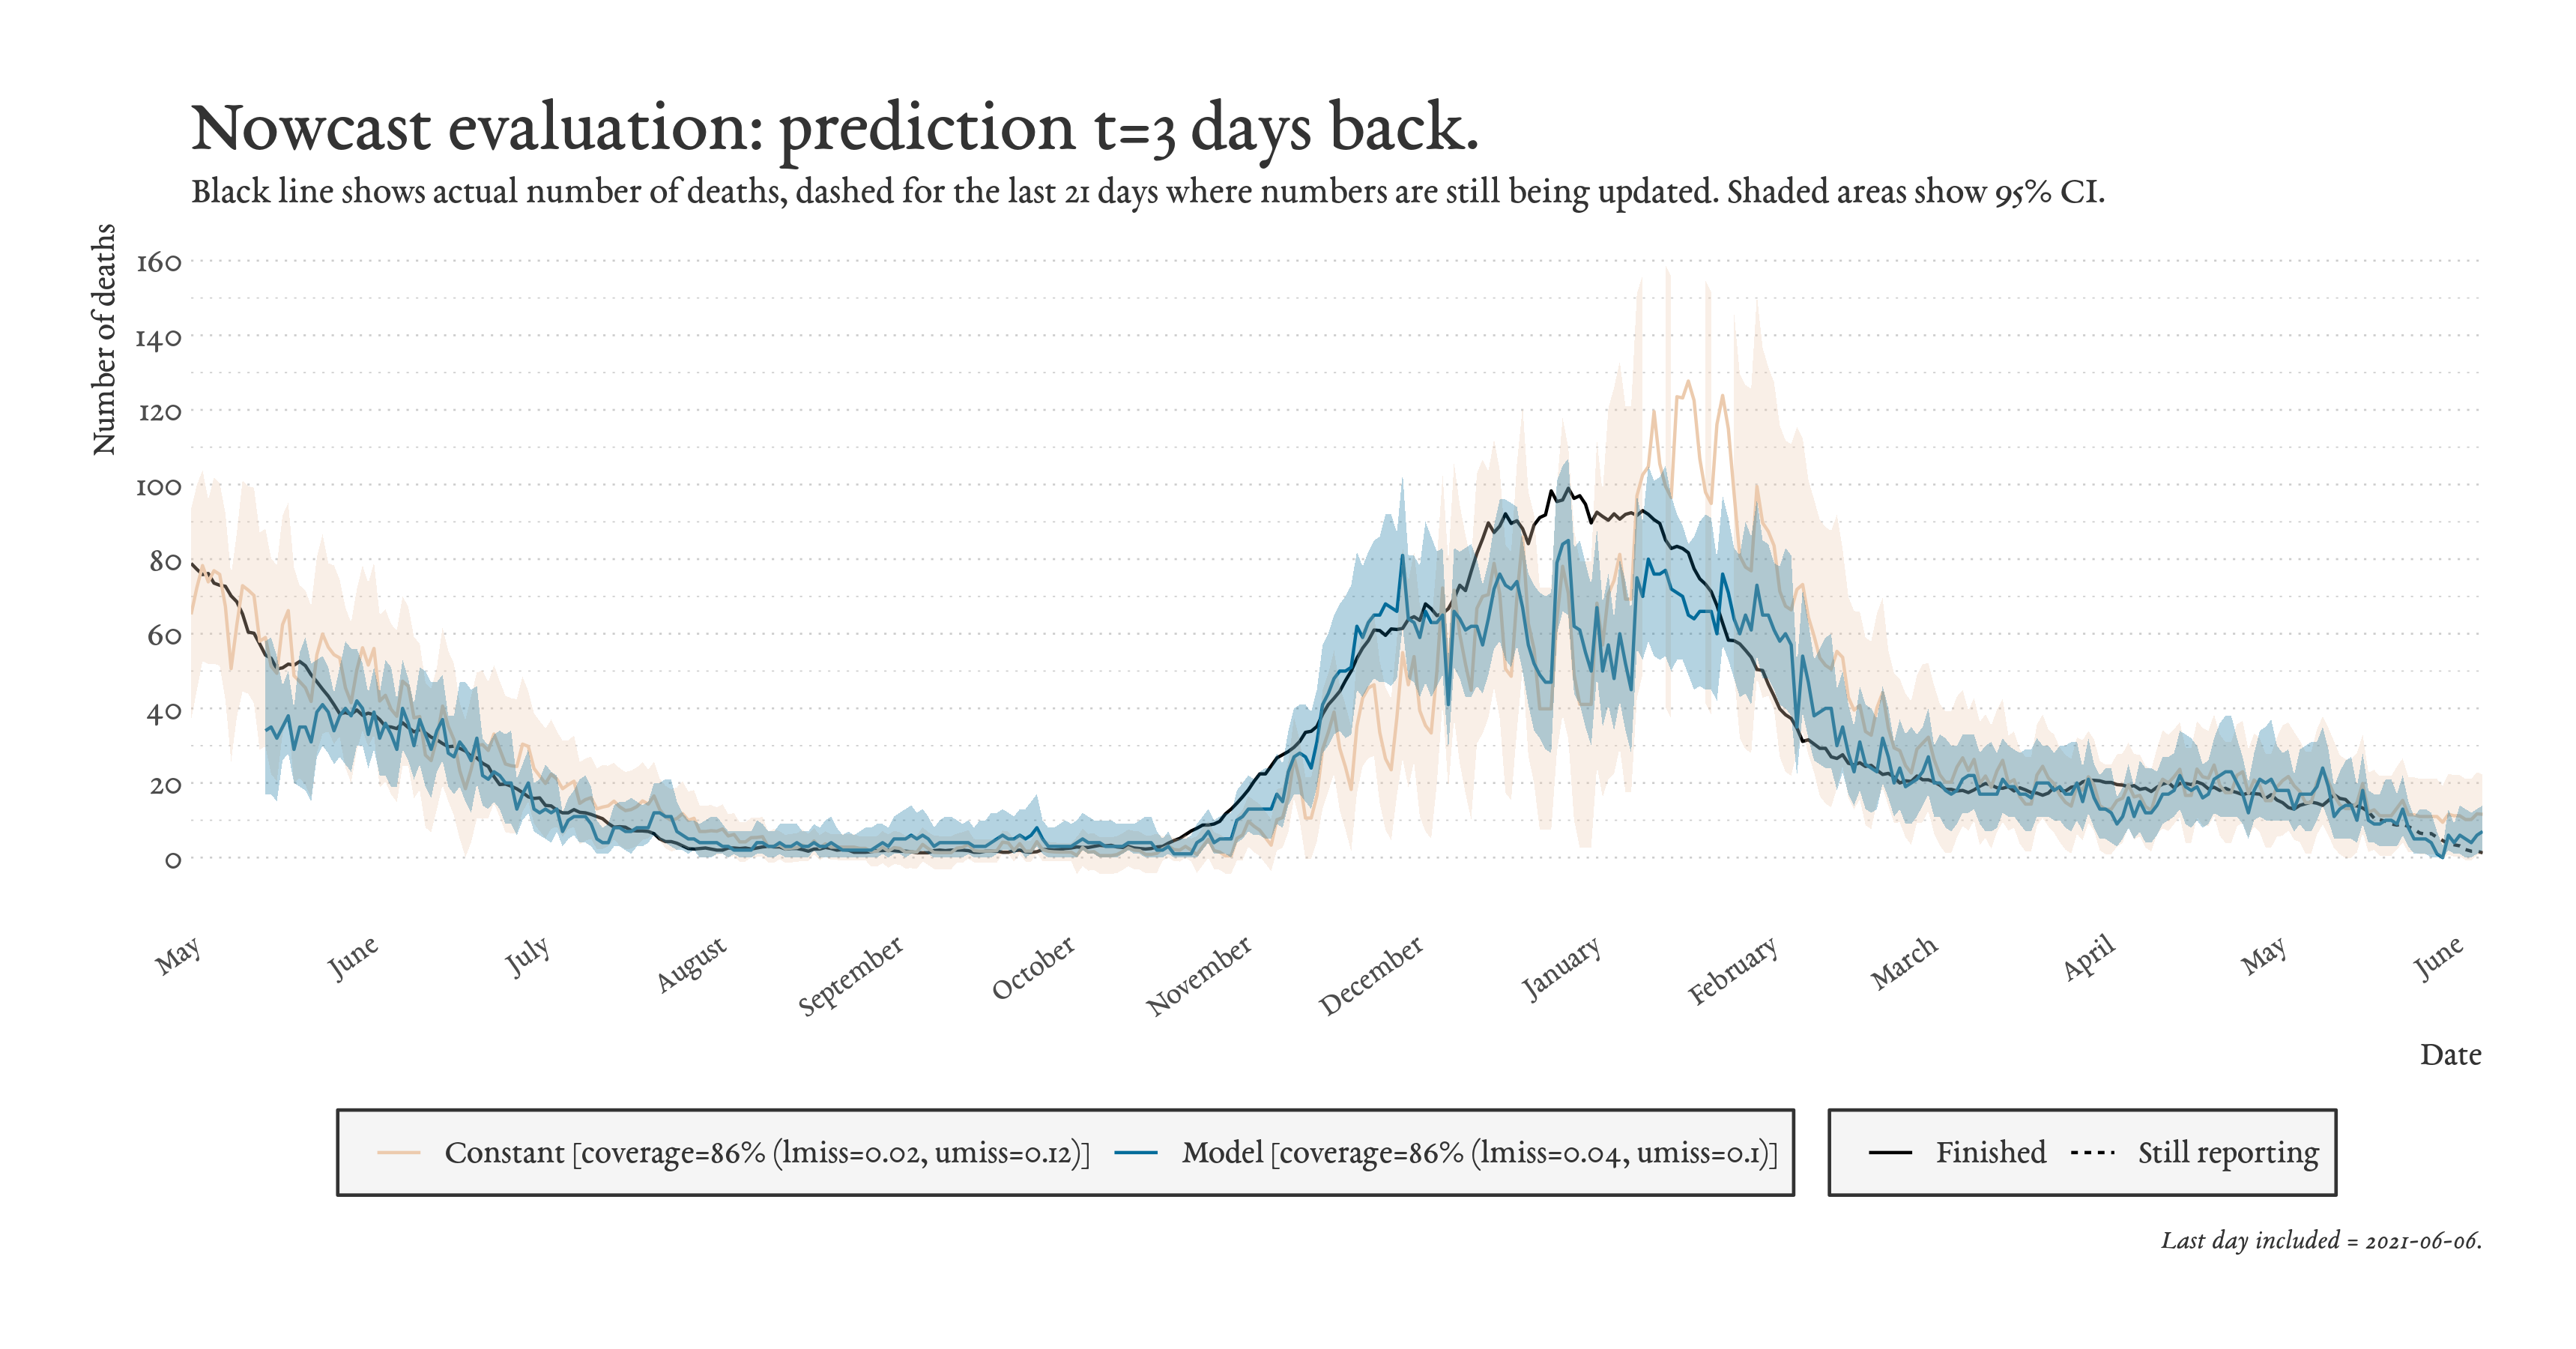 Nowcast evaluation: prediction t=3 days back.
Black line shows actual number of deaths, dashed for the last 21 days where numbers are still being updated. Shaded areas show 95% CI.
Number of deaths
160
140
120
100
80
60
40
20
0
May June July August September October November December January February March April May June
Date
Constant [coverage=86% (lmiss=0.02, umiss=0.12)] Model [coverage=86% (lmiss=0.04, umiss=0.1)] Finished Still reporting
Last day included = 2021-06-06.